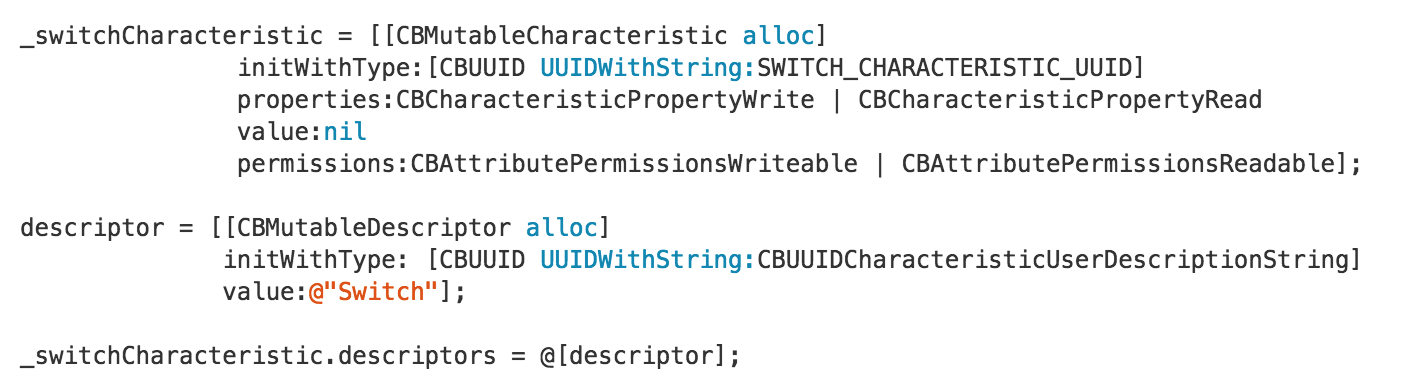 _switchCharacteristic = [[CBMutableCharacteristic alloc]
initWithType:[CBUUID UUIDWithString:SWITCH_CHARACTERISTIC_UUID]
properties:CBCharacteristicPropertyWrite | CBCharacteristicPropertyRead
value:nil
permissions:CBAttributePermissionsWriteable | CBAttributePermissionsReadable];
descriptor = [[CBMutableDescriptor alloc]
initWithType: [CBUUID UUIDWithString:CBUUIDCharacteristicUserDescriptionString]
value:@"Switch"];
_switchCharacteristic.descriptors = @[descriptor];